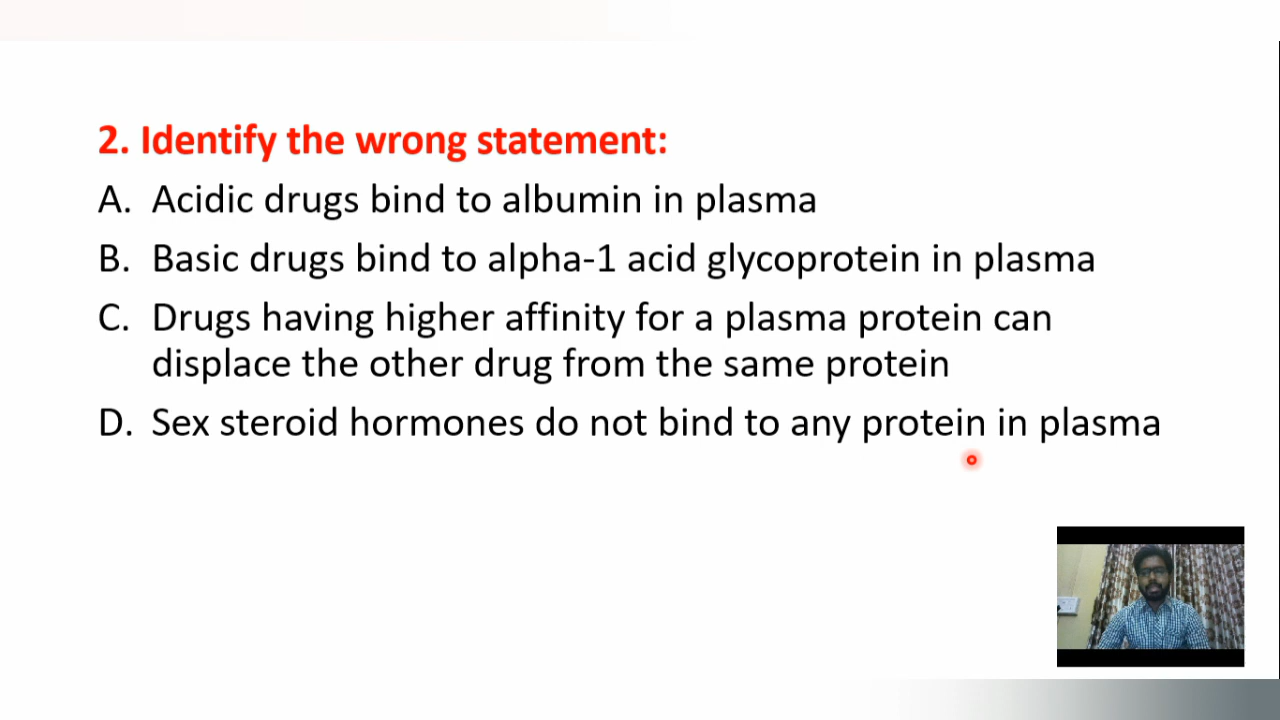 2. Identify the wrong statement:
A. Acidic drugs bind to albumin in plasma
B. Basic drugs bind to alpha-1 acid glycoprotein in plasma
C. Drugs having higher affinity for a plasma protein can
displace the other drug from the same protein
D. Sex steroid hormones do not bind to any protein in plasma